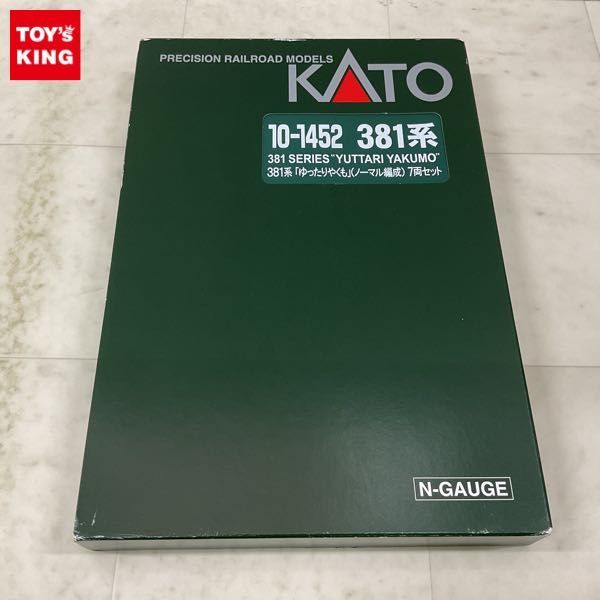 TOY's
KING
PRECISION RAILROAD MODELS
KATO
10-1452 381系
381 SERIES "YUTTARI YAKUMO"
381系「ゆったりやくも」(ノーマル編成) 7両セット
N-GAUGE